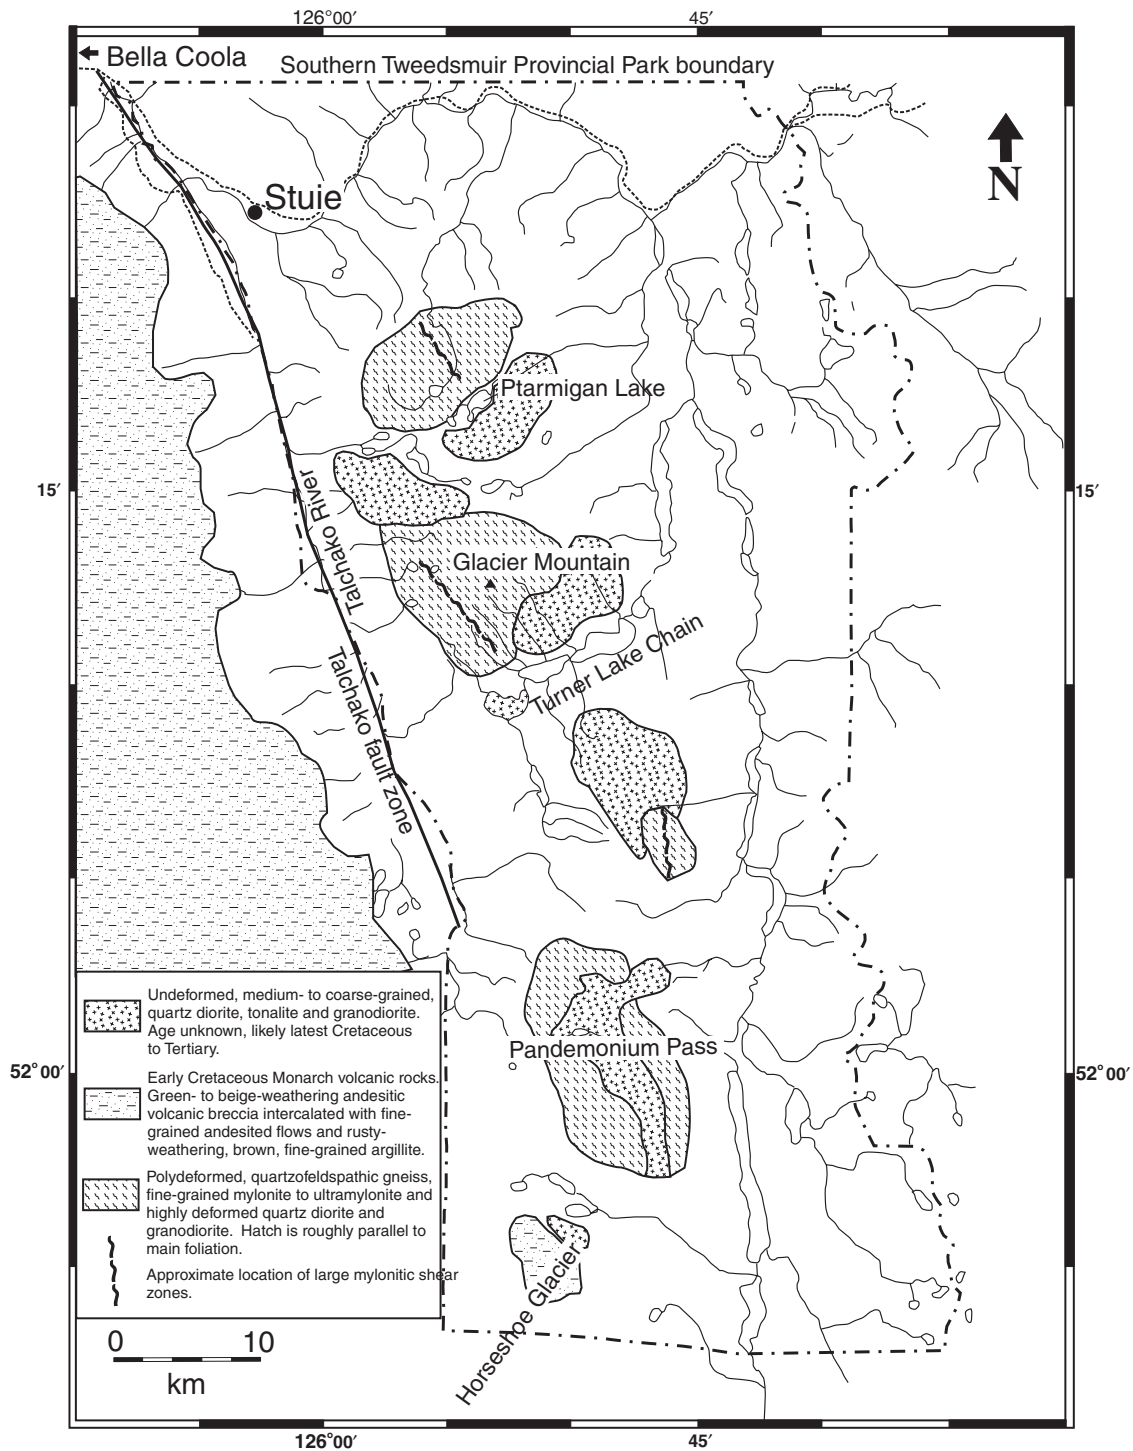 126°00′
45′
Bella Coola
Southern Tweedsmuir Provincial Park boundary
N
Stuie
Ptarmigan Lake
15′
15′
Talchako River
Glacier Mountain
Turner Lake Chain
Talchako fault zone
Undeformed, medium- to coarse-grained,
quartz diorite, tonalite and granodiorite.
Age unknown, likely latest Cretaceous
to Tertiary.
Pandemonium Pass
52°00′
52°00′
Early Cretaceous Monarch volcanic rocks.
Green- to beige-weathering andesitic
volcanic breccia intercalated with fine-
grained andesited flows and rusty-
weathering, brown, fine-grained argillite.
Polydeformed, quartzofeldspathic gneiss,
fine-grained mylonite to ultramylonite and
highly deformed quartz diorite and
granodiorite. Hatch is roughly parallel to
main foliation.
Approximate location of large mylonitic shear
zones.
Horseshoe Glacier
0 10
km
126°00′
45′